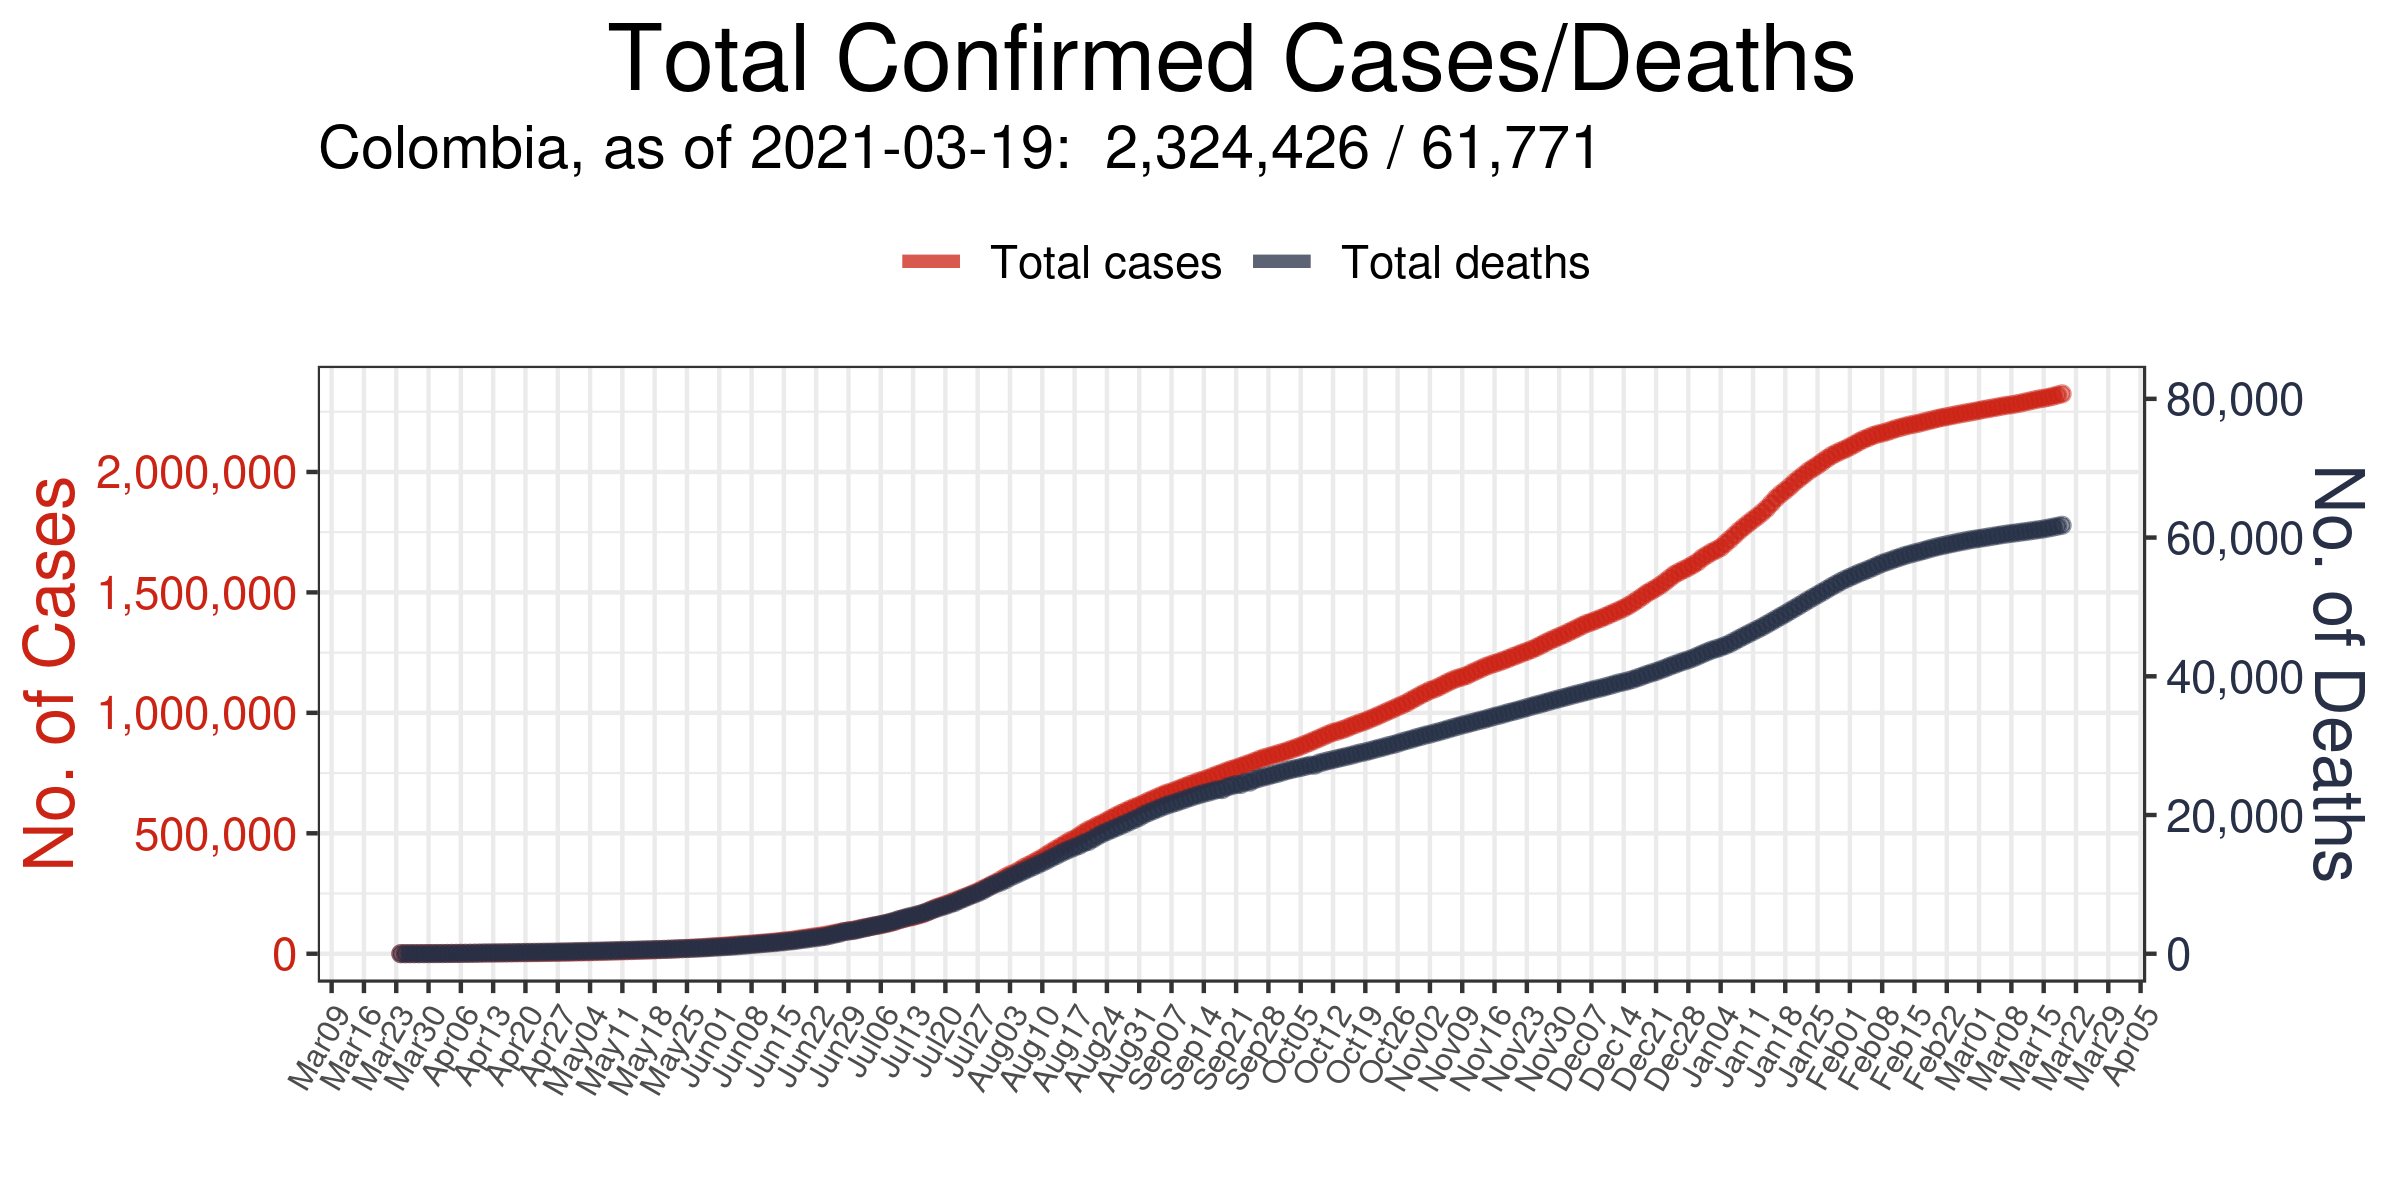 Total Confirmed Cases/Deaths
Colombia, as of 2021-03-19:  2,324,426 / 61,771
Total cases
Total deaths
No. of Cases
2,000,000
1,500,000
1,000,000
500,000
0
80,000
60,000
40,000
20,000
0
No. of Deaths
Mar09
Mar16
Mar23
Mar30
Apr06
Apr13
Apr20
Apr27
May04
May11
May18
May25
Jun01
Jun08
Jun15
Jun22
Jun29
Jul06
Jul13
Jul20
Jul27
Aug03
Aug10
Aug17
Aug24
Aug31
Sep07
Sep14
Sep21
Sep28
Oct05
Oct12
Oct19
Oct26
Nov02
Nov09
Nov16
Nov23
Nov30
Dec07
Dec14
Dec21
Dec28
Jan04
Jan11
Jan18
Jan25
Feb01
Feb08
Feb15
Feb22
Mar01
Mar08
Mar15
Mar22
Mar29
Apr05